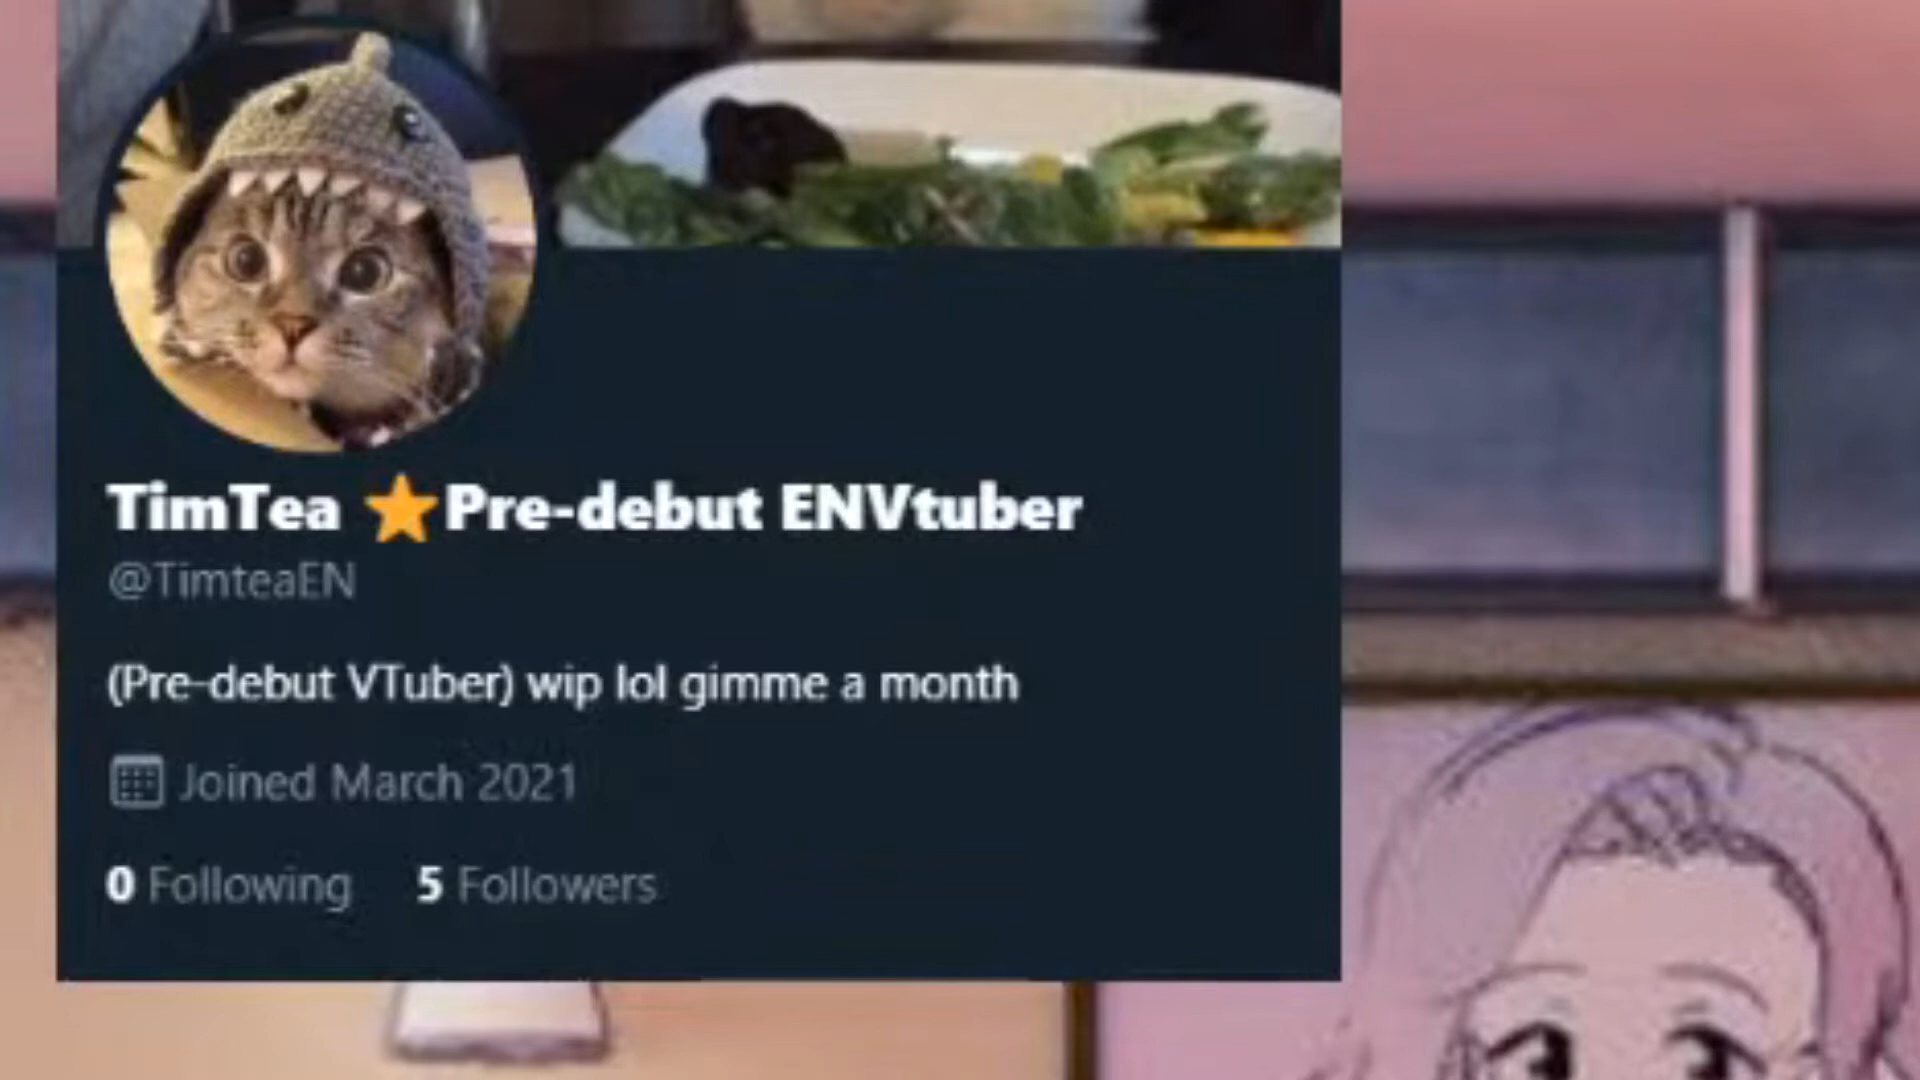 TimTea ⭐Pre-debut ENVtuber
@TimteaEN
(Pre-debut VTuber) wip lol gimme a month
Joined March 2021
0 Following 5 Followers